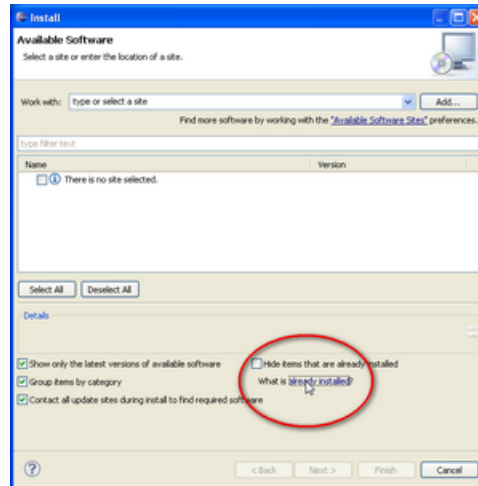 Install
Available Software
Select a site or enter the location of a site.
Work with: type or select a site Add...
Find more software by working with the "Available Software Sites" preferences.
type filter text
Name Version
There is no site selected.
Select All Deselect All
Details
Show only the latest versions of available software Hide items that are already installed
Group items by category What is already installed?
Contact all update sites during install to find required software
? < Back Next > Finish Cancel